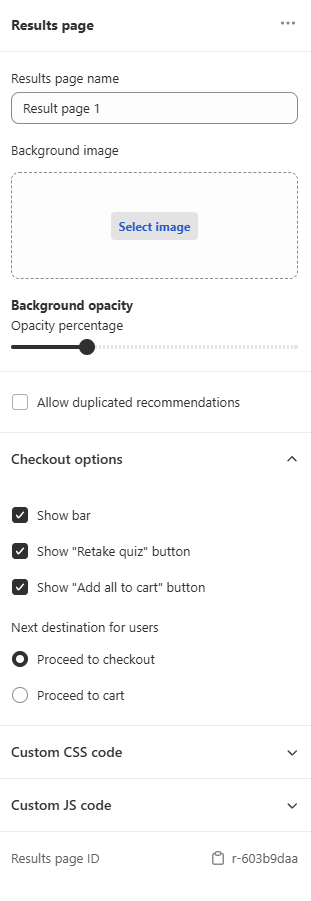 Results page
Results page name
Result page 1
Background image
Select image
Background opacity
Opacity percentage
Allow duplicated recommendations
Checkout options
Show bar
Show "Retake quiz" button
Show "Add all to cart" button
Next destination for users
Proceed to checkout
Proceed to cart
Custom CSS code
Custom JS code
Results page ID r-603b9daa